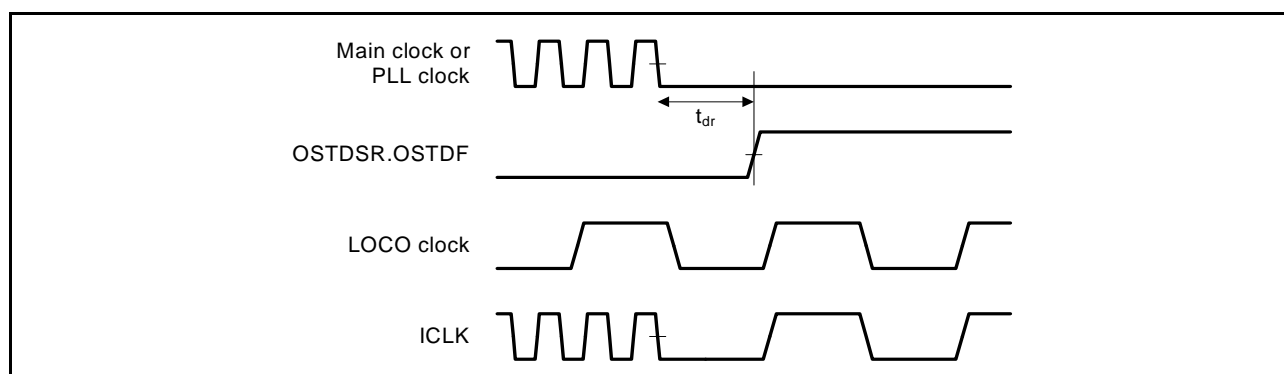 Main clock or
PLL clock
tdr
OSTDSR.OSTDF
LOCO clock
ICLK